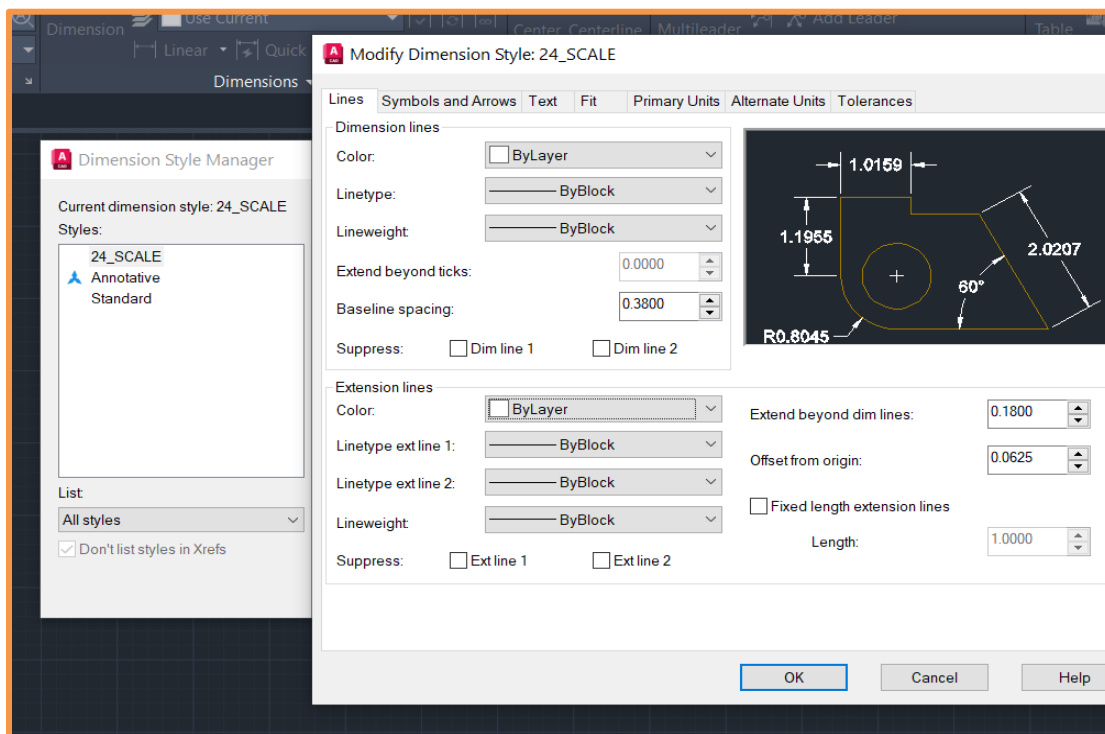 Use Current
Dimension
Center Centerline Multileader
Add Leader
Table
Linear
Quick
Dimensions
A
CAD
Modify Dimension Style: 24_SCALE
Lines
Symbols and Arrows
Text
Fit
Primary Units
Alternate Units
Tolerances
Dimension lines
Color:
ByLayer
Linetype:
ByBlock
Lineweight:
ByBlock
Extend beyond ticks:
0.0000
Baseline spacing:
0.3800
Suppress:
Dim line 1
Dim line 2
1.0159
1.1955
2.0207
60°
R0.8045
Extension lines
Color:
ByLayer
Linetype ext line 1:
ByBlock
Linetype ext line 2:
ByBlock
Lineweight:
ByBlock
Suppress:
Ext line 1
Ext line 2
Extend beyond dim lines:
0.1800
Offset from origin:
0.0625
Fixed length extension lines
Length:
1.0000
OK
Cancel
Help
A
CAD
Dimension Style Manager
Current dimension style: 24_SCALE
Styles:
24_SCALE
Annotative
Standard
List:
All styles
Don't list styles in Xrefs